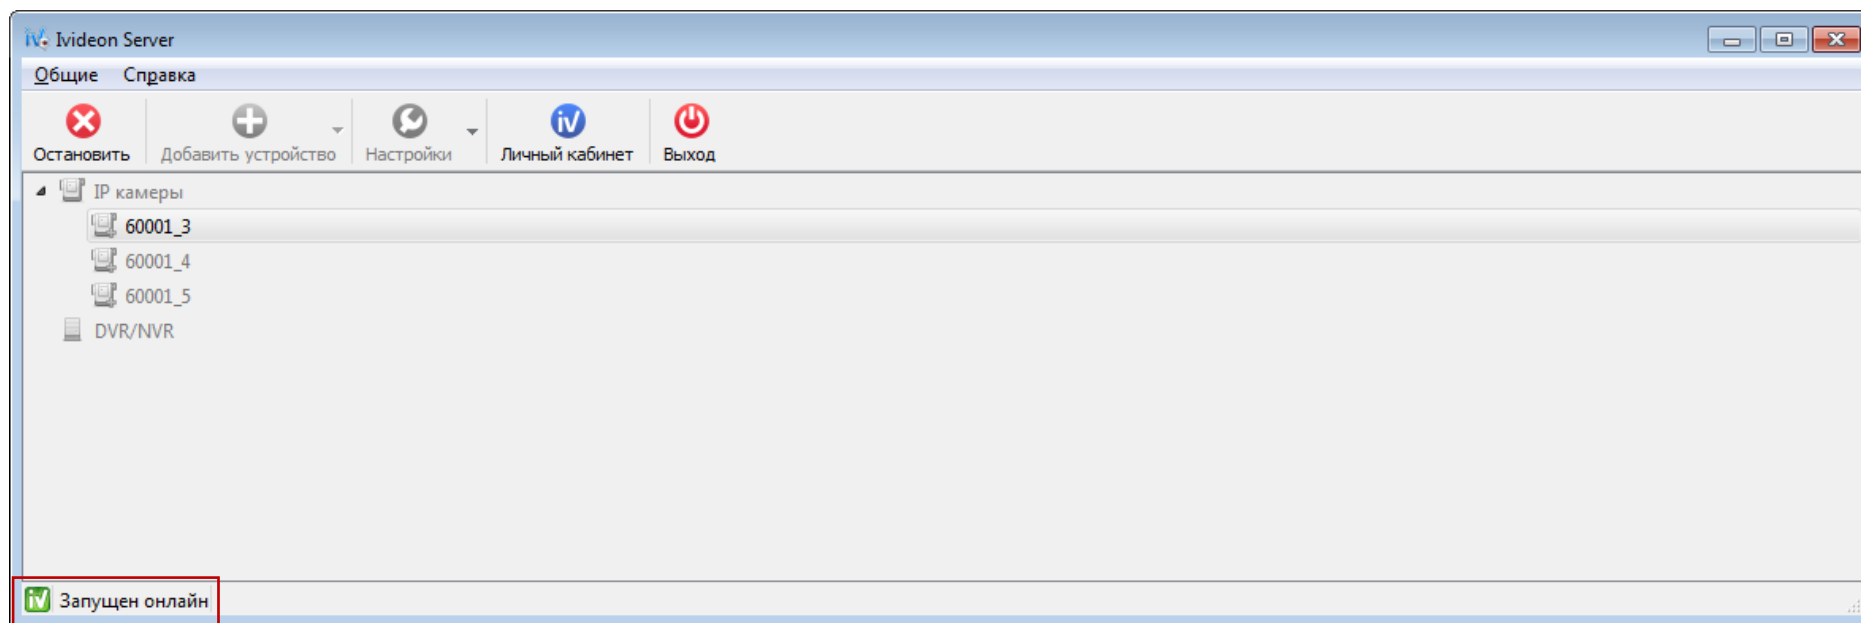 Ivideon Server
Общие Справка
Остановить Добавить устройство Настройки Личный кабинет Выход
IP камеры
60001_3
60001_4
60001_5
DVR/NVR
Запущен онлайн